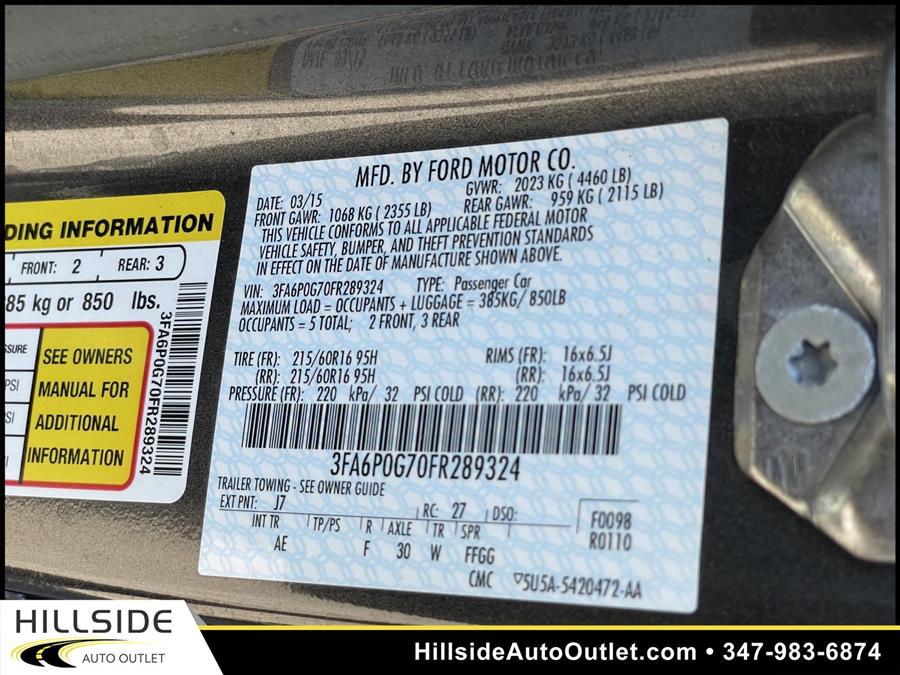 MFD. BY FORD MOTOR CO.
DATE: 03/15 GVWR: 2023 KG ( 4460 LB)
FRONT GAWR: 1068 KG ( 2355 LB) REAR GAWR: 959 KG ( 2115 LB)
THIS VEHICLE CONFORMS TO ALL APPLICABLE FEDERAL MOTOR
VEHICLE SAFETY, BUMPER, AND THEFT PREVENTION STANDARDS
IN EFFECT ON THE DATE OF MANUFACTURE SHOWN ABOVE.
VIN: 3FA6P0G70FR289324 TYPE: Passenger Car
MAXIMUM LOAD = OCCUPANTS + LUGGAGE = 385KG/ 850LB
OCCUPANTS = 5 TOTAL; 2 FRONT, 3 REAR
TIRE (FR): 215/60R16 95H RIMS (FR): 16x6.5J
(RR): 215/60R16 95H (RR): 16x6.5J
PRESSURE (FR): 220 kPa/ 32 PSI COLD (RR): 220 kPa/ 32 PSI COLD
3FA6P0G70FR289324
TRAILER TOWING - SEE OWNER GUIDE
EXT PNT: J7 RC: 27 DSO: F0098
INT TR TP/PS R AXLE TR SPR R0110
AE F 30 W FFGG
CMC 5U5A-5420472-AA
DING INFORMATION
FRONT: 2 REAR: 3
85 kg or 850 lbs.
SSURE
PSI
SI
SEE OWNERS
MANUAL FOR
ADDITIONAL
INFORMATION
3FA6P0G70FR289324
HILLSIDE
AUTO OUTLET
HillsideAutoOutlet.com • 347-983-6874